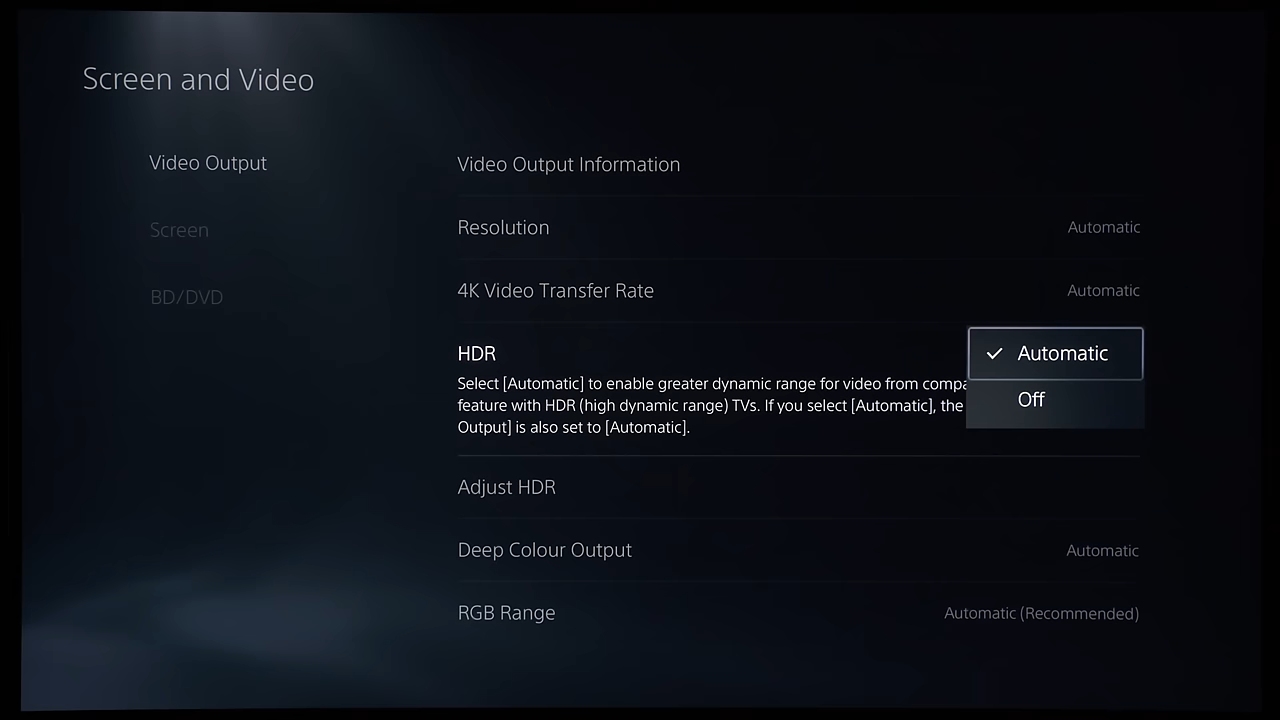 Screen and Video
Video Output
Screen
BD/DVD
Video Output Information
Resolution Automatic
4K Video Transfer Rate Automatic
HDR
Select [Automatic] to enable greater dynamic range for video from
feature with HDR (high dynamic range) TVs. If you select [Automatic], the
Output] is also set to [Automatic].
Automatic
Off
Adjust HDR
Deep Colour Output Automatic
RGB Range Automatic (Recommended)